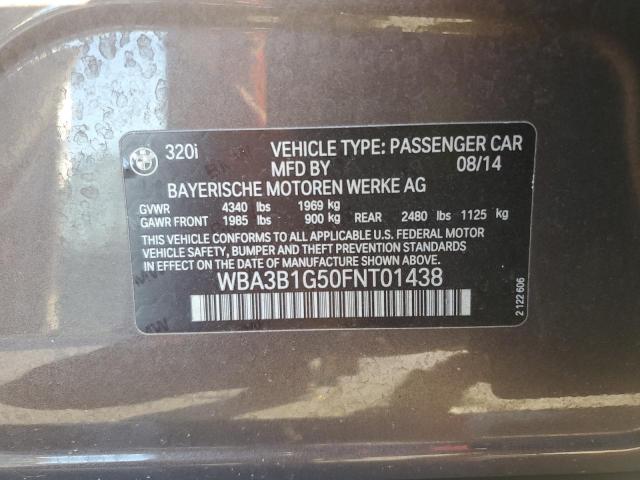 320i VEHICLE TYPE: PASSENGER CAR
MFD BY 08/14
BAYERISCHE MOTOREN WERKE AG
GVWR 4340 lbs 1969 kg
GAWR FRONT 1985 lbs 900 kg REAR 2480 lbs 1125 kg
THIS VEHICLE CONFORMS TO ALL APPLICABLE U.S. FEDERAL MOTOR
VEHICLE SAFETY, BUMPER AND THEFT PREVENTION STANDARDS
IN EFFECT ON THE DATE OF MANUFACTURE SHOWN ABOVE.
WBA3B1G50FNT01438
2 122 606